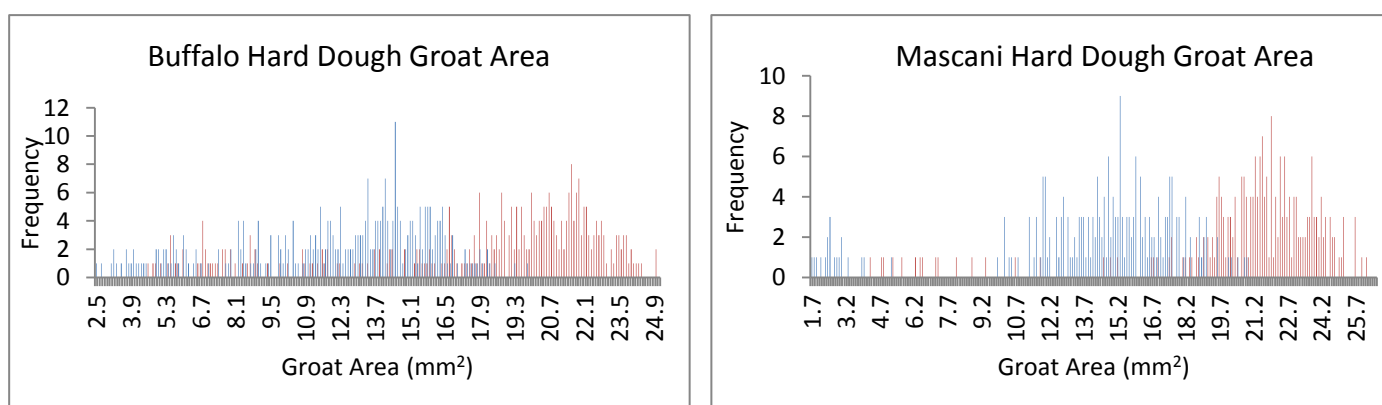 Buffalo Hard Dough Groat Area
Frequency
12
10
8
6
4
2
0
2.5 3.9 5.3 6.7 8.1 9.5 10.9 12.3 13.7 15.1 16.5 17.9 19.3 20.7 22.1 23.5 24.9
Groat Area (mm²)
Mascani Hard Dough Groat Area
Frequency
10
8
6
4
2
0
1.7 3.2 4.7 6.2 7.7 9.2 10.7 12.2 13.7 15.2 16.7 18.2 19.7 21.2 22.7 24.2 25.7
Groat Area (mm²)